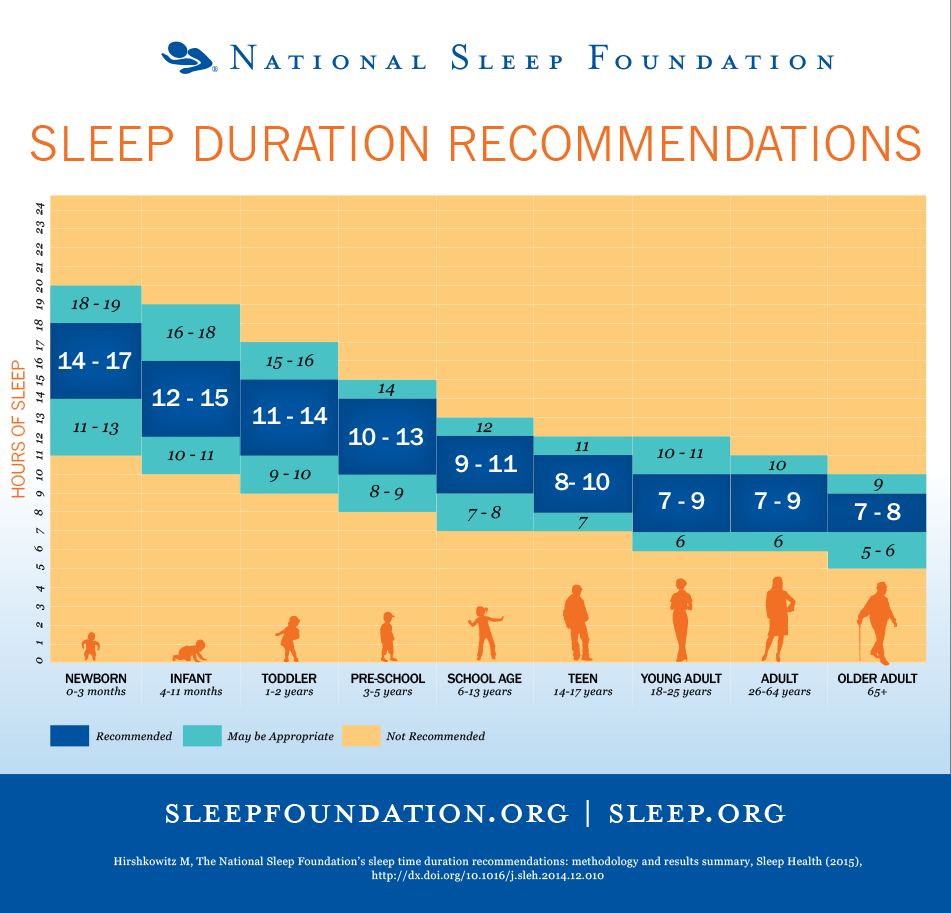 ® NATIONAL SLEEP FOUNDATION
SLEEP DURATION RECOMMENDATIONS
HOURS OF SLEEP
24
23
22
21
20
19
18
17
16
15
14
13
12
11
10
9
8
7
6
5
4
3
2
1
0
18 - 19
14 - 17
11 - 13
16 - 18
12 - 15
10 - 11
15 - 16
11 - 14
9 - 10
14
10 - 13
8 - 9
12
9 - 11
7 - 8
11
8- 10
7
10 - 11
7 - 9
6
10
7 - 9
6
9
7 - 8
5 - 6
NEWBORN
0-3 months
INFANT
4-11 months
TODDLER
1-2 years
PRE-SCHOOL
3-5 years
SCHOOL AGE
6-13 years
TEEN
14-17 years
YOUNG ADULT
18-25 years
ADULT
26-64 years
OLDER ADULT
65+
Recommended
May be Appropriate
Not Recommended
SLEEPFOUNDATION.ORG | SLEEP.ORG
Hirshkowitz M, The National Sleep Foundation's sleep time duration recommendations: methodology and results summary, Sleep Health (2015),
http://dx.doi.org/10.1016/j.sleh.2014.12.010